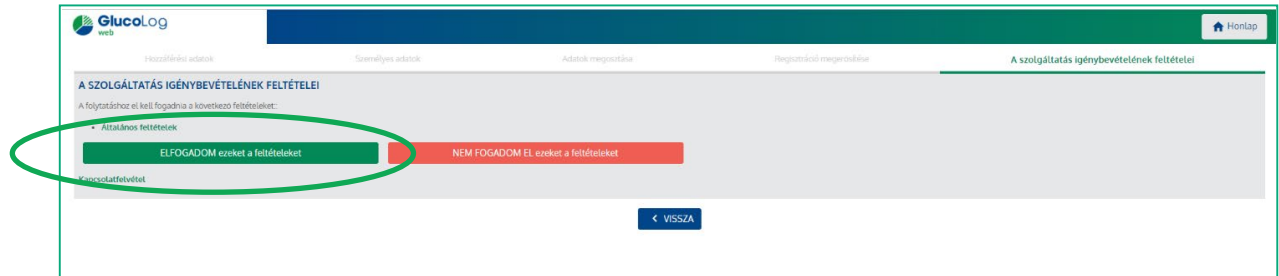 GlucoLog
web
Honlap
Hozzáférési adatok
Személyes adatok
Adatok megosztása
Regisztráció megerősítése
A szolgáltatás igénybevételének feltételei
A SZOLGÁLTATÁS IGÉNYBEVÉTELÉNEK FELTÉTELEI
A folytatáshoz el kell fogadnia a következő feltételeket::
• Általános feltételek
ELFOGADOM ezeket a feltételeket
NEM FOGADOM EL ezeket a feltételeket
Kapcsolatfelvétel
< VISSZA